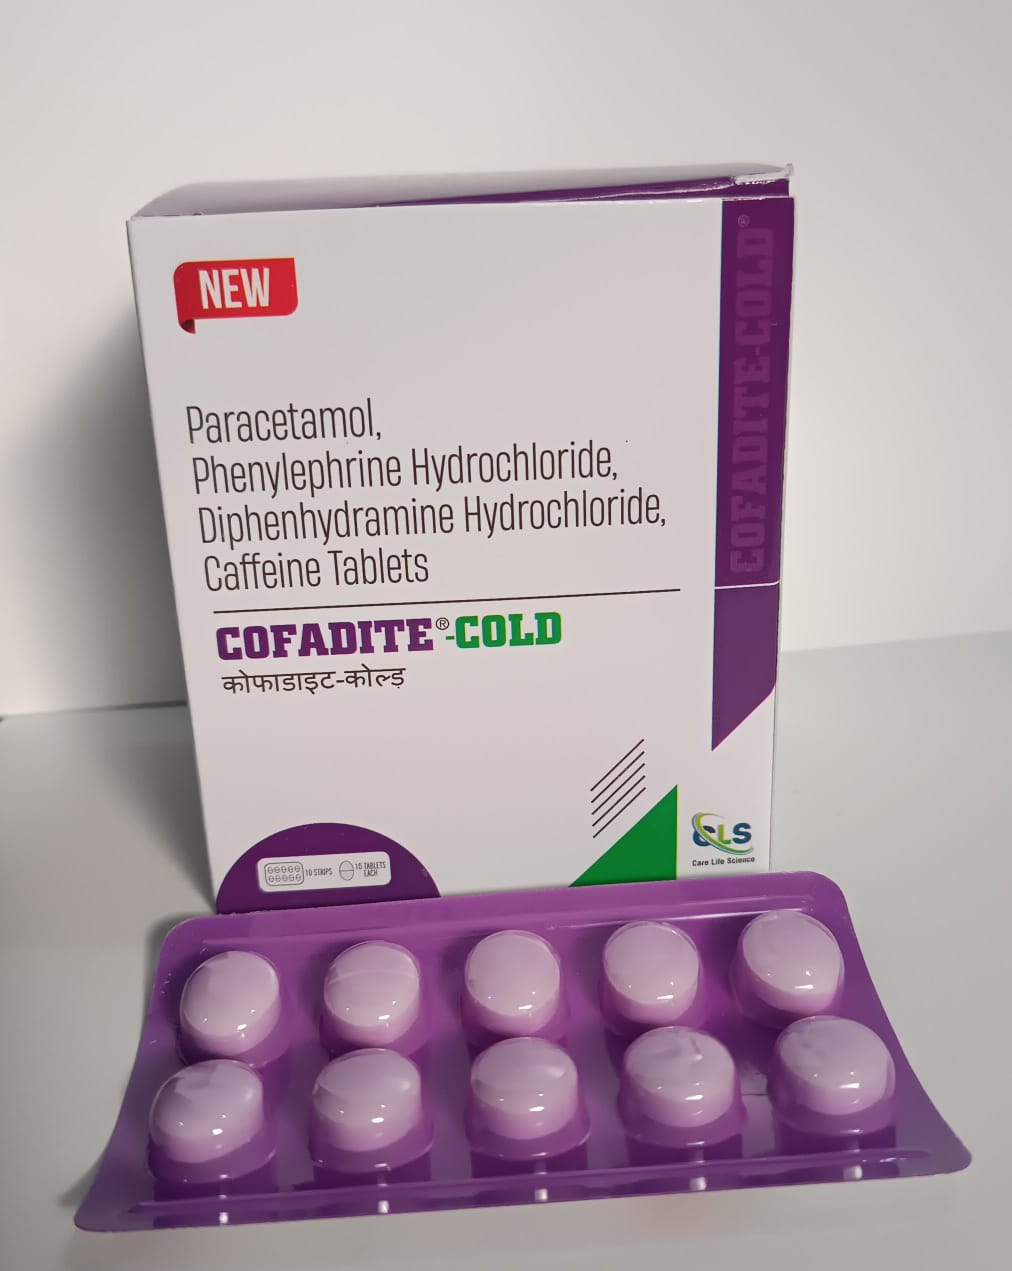 NEW
Paracetamol,
Phenylephrine Hydrochloride,
Diphenhydramine Hydrochloride,
Caffeine Tablets
COFADITE®-COLD
कोफाडाइट-कोल्ड़
10 STRIPS
10 TABLETS
EACH
COFADITE-COLD®
CLS
Care Life Science